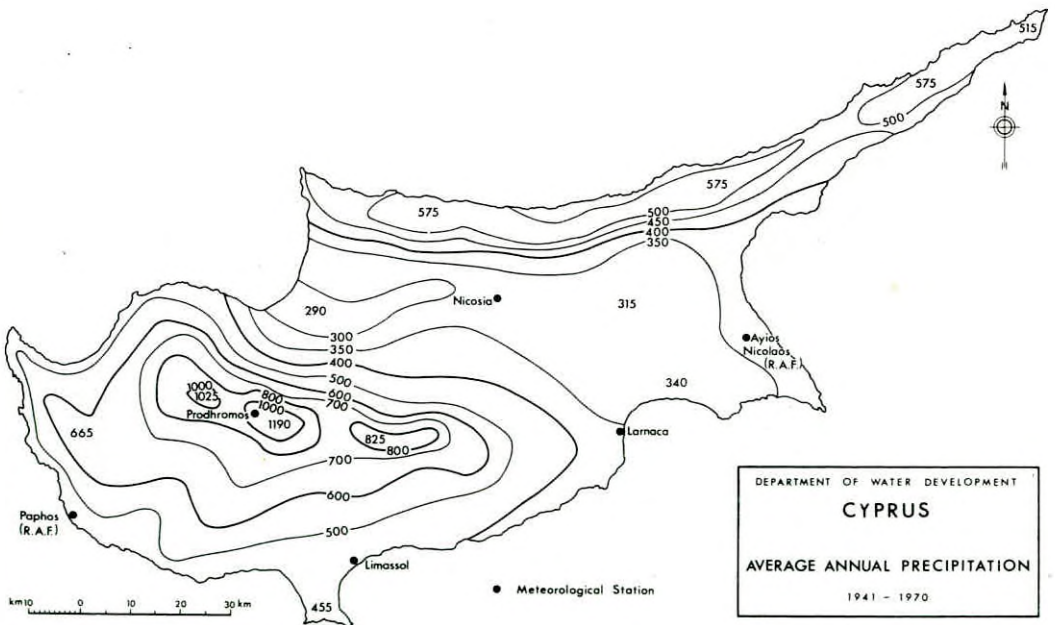 515
575
500
N
575
575
500
450
400
350
290
Nicosia
315
300
350
400
500
600
700
Ayios
Nicolaos
(R.A.F.)
340
1000
1025
800
1000
Prodhromos
1190
825
800
Larnaca
665
700
600
500
Paphos
(R.A.F.)
Limassol
455
Meteorological Station
km10 0 10 20 30 km
DEPARTMENT OF WATER DEVELOPMENT
CYPRUS
AVERAGE ANNUAL PRECIPITATION
1941 - 1970